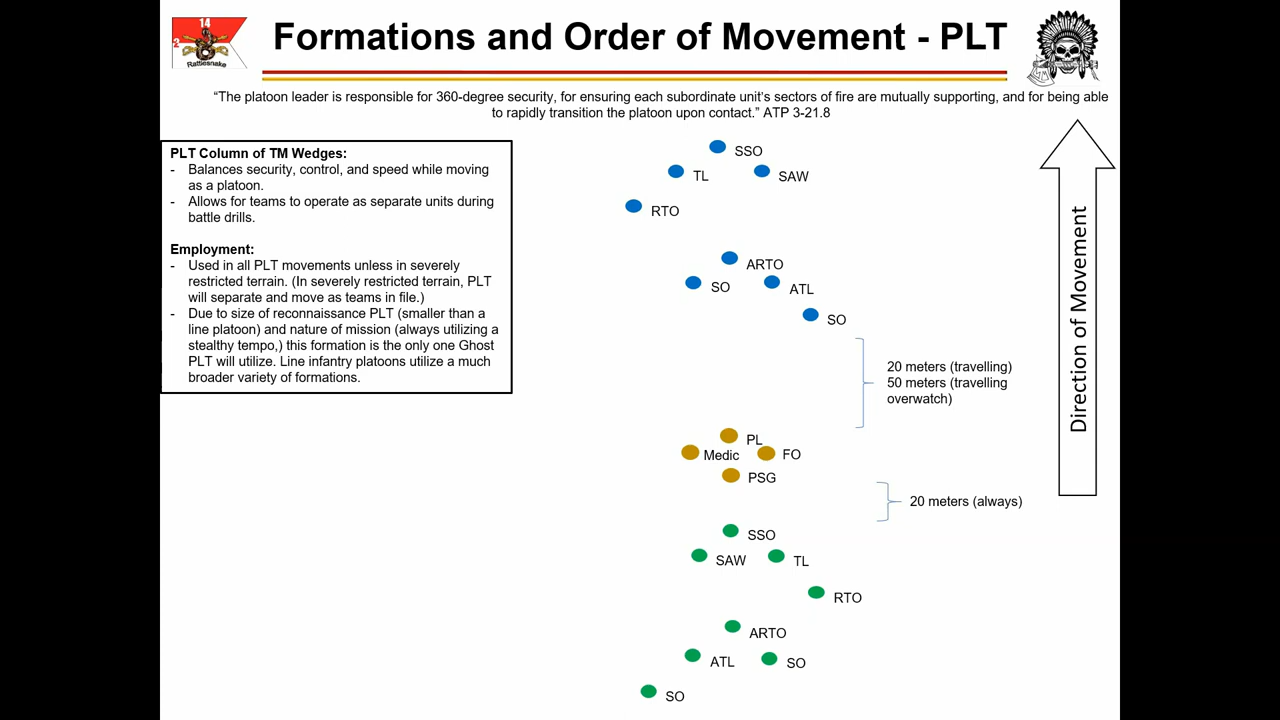 14
2
Rattlesnake
Formations and Order of Movement - PLT
“The platoon leader is responsible for 360-degree security, for ensuring each subordinate unit’s sectors of fire are mutually supporting, and for being able
to rapidly transition the platoon upon contact.” ATP 3-21.8
PLT Column of TM Wedges:
- Balances security, control, and speed while moving
as a platoon.
- Allows for teams to operate as separate units during
battle drills.
Employment:
- Used in all PLT movements unless in severely
restricted terrain. (In severely restricted terrain, PLT
will separate and move as teams in file.)
- Due to size of reconnaissance PLT (smaller than a
line platoon) and nature of mission (always utilizing a
stealthy tempo,) this formation is the only one Ghost
PLT will utilize. Line infantry platoons utilize a much
broader variety of formations.
SSO
TL
SAW
RTO
ARTO
SO
ATL
SO
20 meters (travelling)
50 meters (travelling
overwatch)
PL
Medic
FO
PSG
20 meters (always)
SSO
SAW
TL
RTO
ARTO
ATL
SO
SO
Direction of Movement